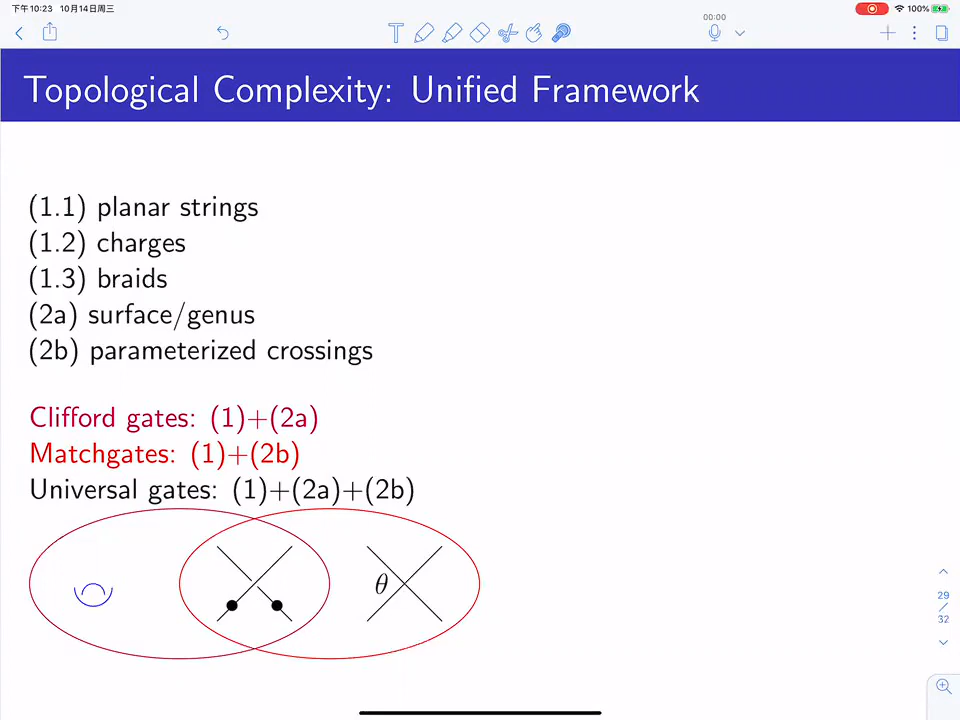 下午10:23 10月14日周三
100%
00:00
Topological Complexity: Unified Framework
(1.1) planar strings
(1.2) charges
(1.3) braids
(2a) surface/genus
(2b) parameterized crossings
Clifford gates: (1)+(2a)
Matchgates: (1)+(2b)
Universal gates: (1)+(2a)+(2b)
θ
29
/
32